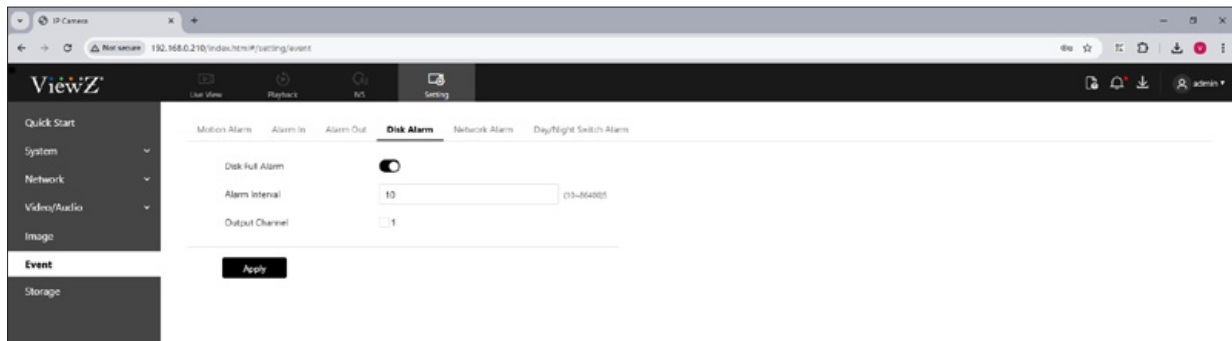 IP Camera
Not secure 192.168.0.210/index.html#/setting/event
ViewZ
Live View Playback IVS Setting admin
Quick Start
System
Network
Video/Audio
Image
Event
Storage
Motion Alarm Alarm In Alarm Out Disk Alarm Network Alarm Day/Night Switch Alarm
Disk Full Alarm
Alarm Interval 10 (10~86400)S
Output Channel 1
Apply